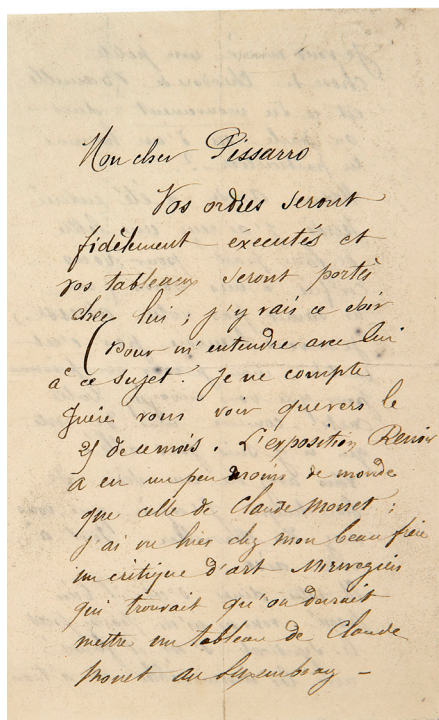 Mon cher Pissarro
Vos ordres seront
fidèlement executés et
vos tableaux seront portés
chez lui ; j'y vais ce soir
pour m'entendre avec lui
à ce sujet. Je ne compte
guère vous voir que vers le
25 de ce mois. L'exposition Renoir
a eu un peu moins de monde
que celle de Claude Monet ;
j'ai vu hier chez mon beau frère
un critique d'art Norvegien
qui trouvait qu'on devrait
mettre un tableau de Claude
Monet au Luxembourg —